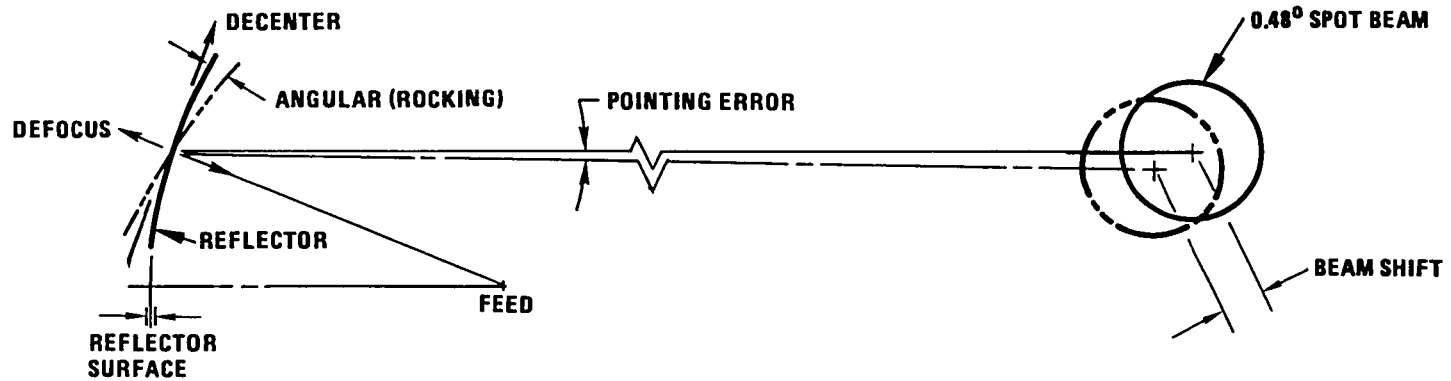 DECENTER
0.48° SPOT BEAM
ANGULAR (ROCKING)
POINTING ERROR
DEFOCUS
REFLECTOR
BEAM SHIFT
FEED
REFLECTOR
SURFACE